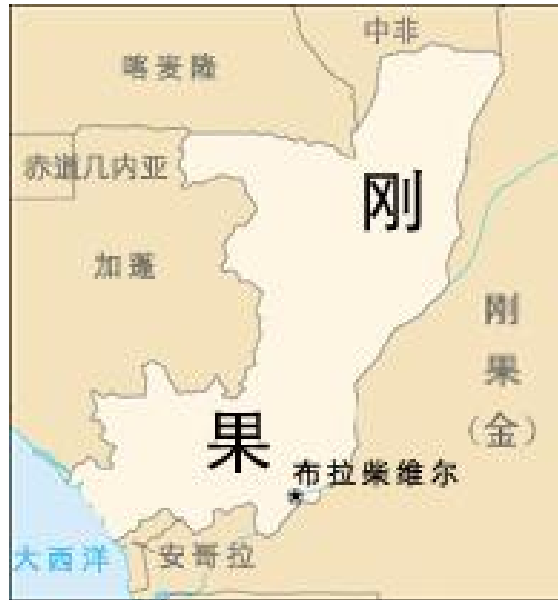 中非
喀麦隆
赤道几内亚
刚
加蓬
刚
果
（金）
果
布拉柴维尔
大西洋
安哥拉